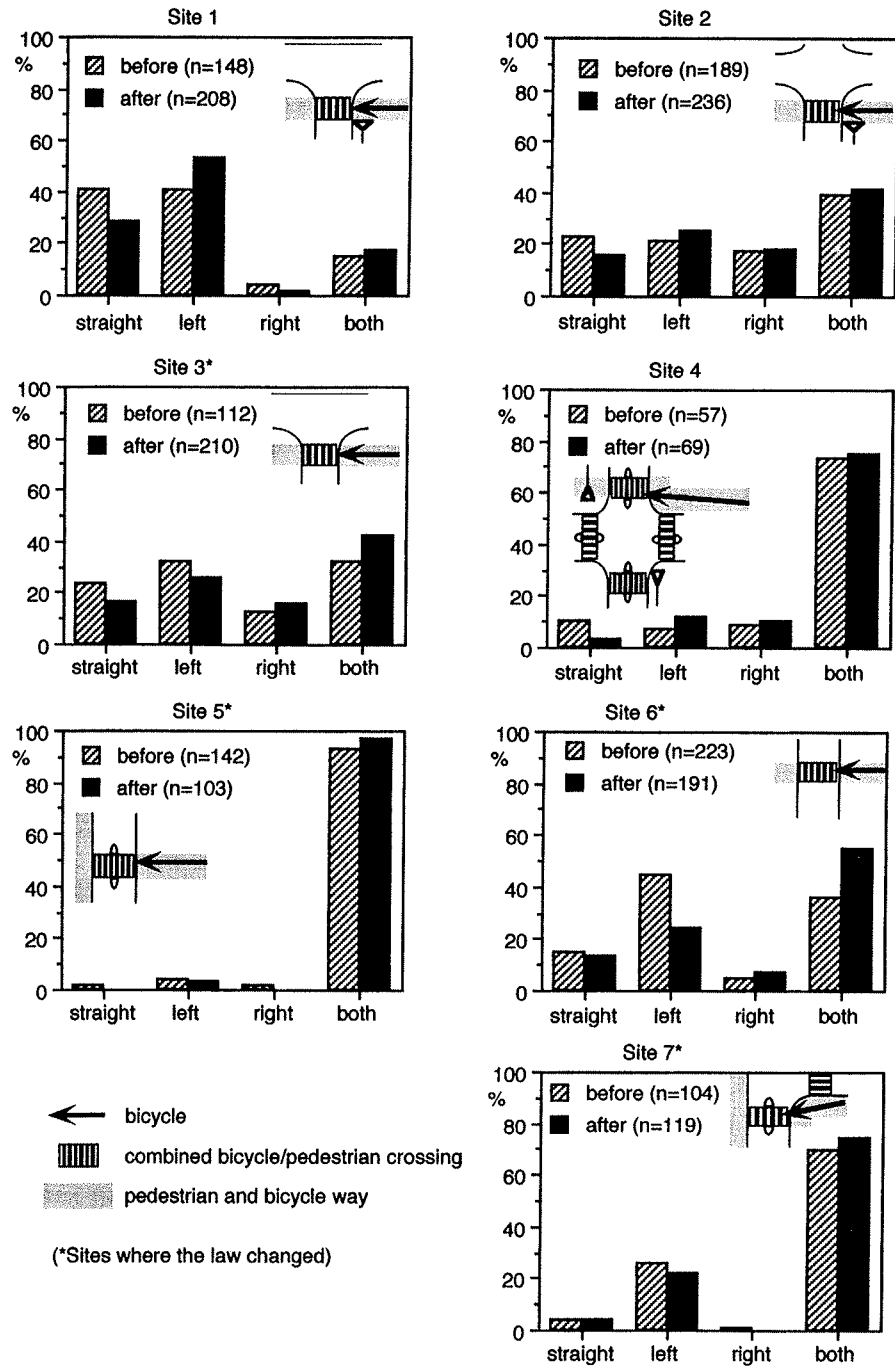 Site 1
100
%
80
60
40
20
0
before (n=148)
after (n=208)
straight left right both
Site 2
100
%
80
60
40
20
0
before (n=189)
after (n=236)
straight left right both
Site 3*
100
%
80
60
40
20
0
before (n=112)
after (n=210)
straight left right both
Site 4
100
%
80
60
40
20
0
before (n=57)
after (n=69)
straight left right both
Site 5*
100
%
80
60
40
20
0
before (n=142)
after (n=103)
straight left right both
Site 6*
100
%
80
60
40
20
0
before (n=223)
after (n=191)
straight left right both
Site 7*
100
%
80
60
40
20
0
before (n=104)
after (n=119)
straight left right both
bicycle
combined bicycle/pedestrian crossing
pedestrian and bicycle way
(*Sites where the law changed)